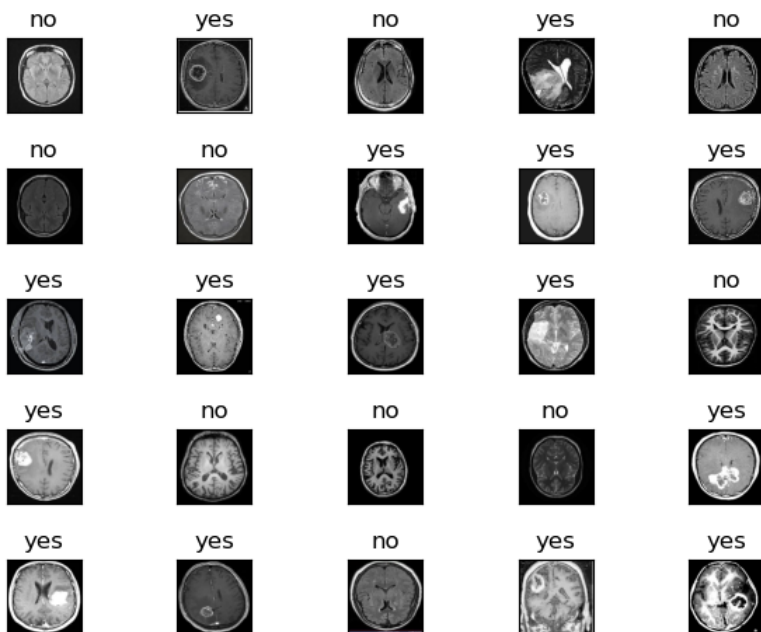 no yes no yes no
no no yes yes yes
yes yes yes yes no
yes no no no yes
yes yes no yes yes